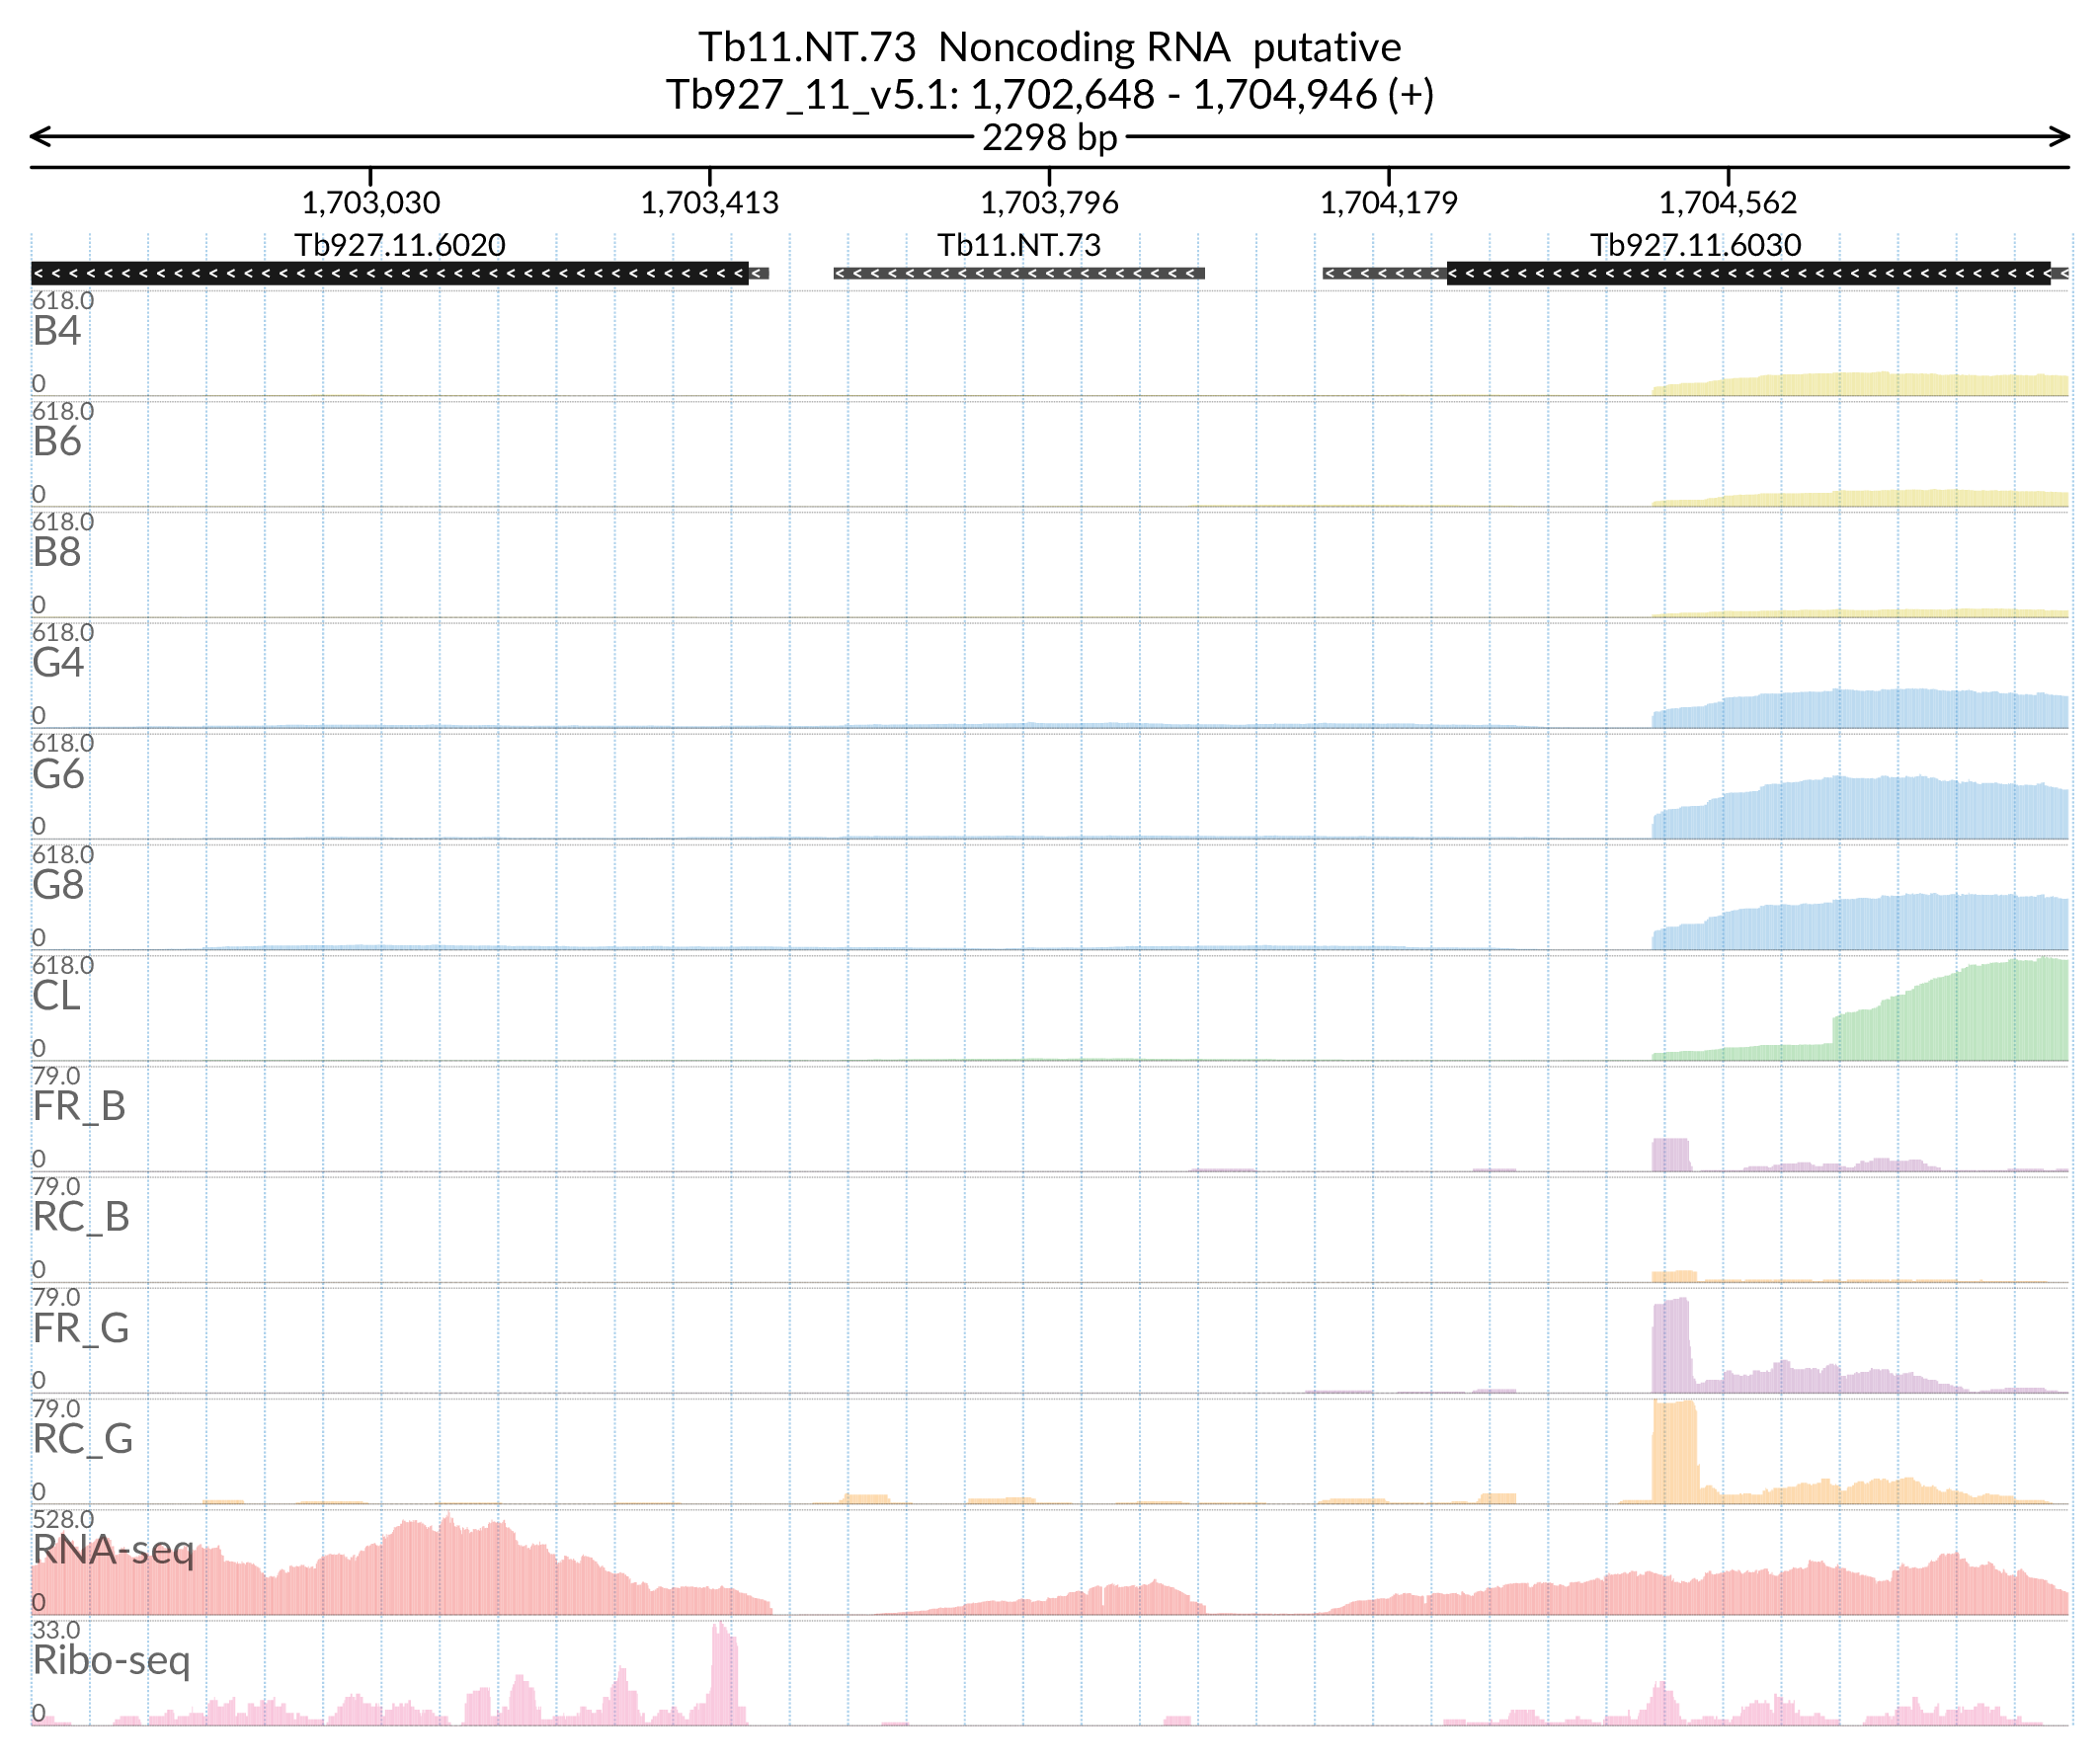 Tb11.NT.73 Noncoding RNA putative
Tb927_11_v5.1: 1,702,648 - 1,704,946 (+)
2298 bp
1,703,030 1,703,413 1,703,796 1,704,179 1,704,562
Tb927.11.6020 Tb11.NT.73 Tb927.11.6030
618.0
B4
0
618.0
B6
0
618.0
B8
0
618.0
G4
0
618.0
G6
0
618.0
G8
0
618.0
CL
0
79.0
FR_B
0
79.0
RC_B
0
79.0
FR_G
0
79.0
RC_G
0
528.0
RNA-seq
0
33.0
Ribo-seq
0